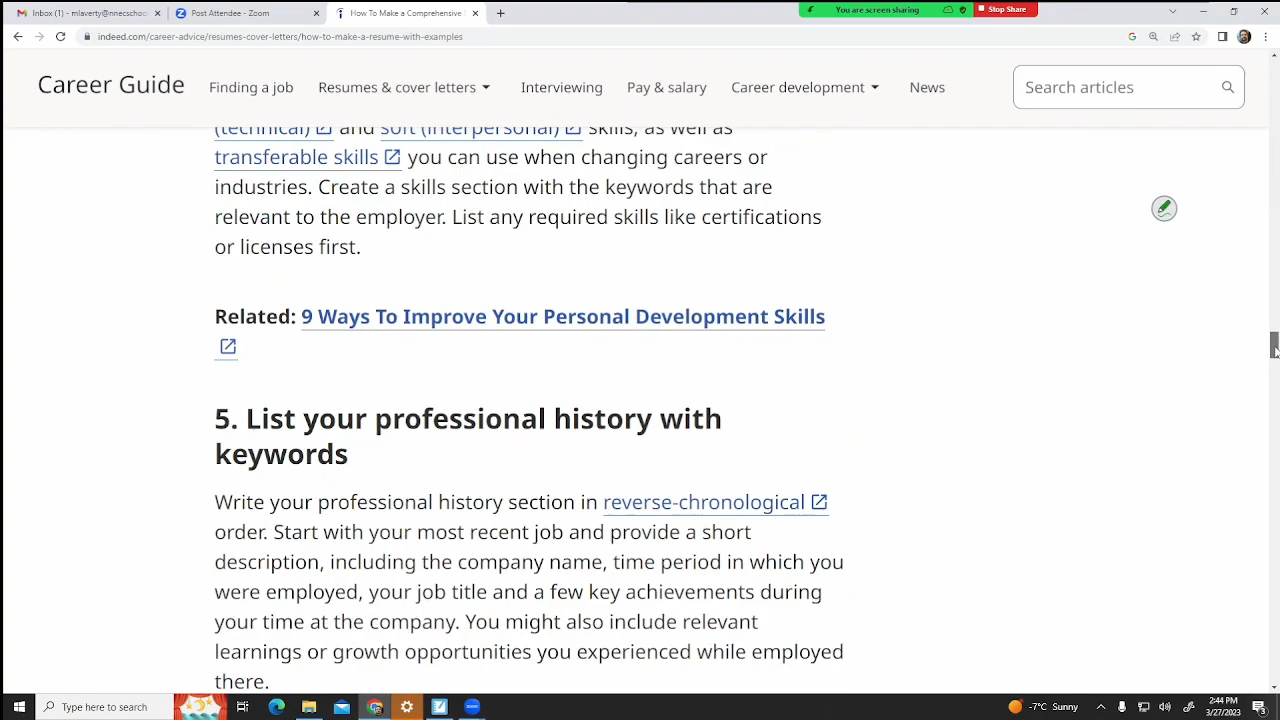 Inbox () - mlaverty@nnecscho
Post Attendee - Zoom
How To Make a Comprehensive
You are screen sharing
Stop Share
indeed.com/career-advice/resumes-cover-letters/how-to-make-a-resume-with-examples
Career Guide
Finding a job
Resumes & cover letters
Interviewing
Pay & salary
Career development
News
Search articles
(technical) and soft (interpersonal) skills, as well as
transferable skills you can use when changing careers or
industries. Create a skills section with the keywords that are
relevant to the employer. List any required skills like certifications
or licenses first.
Related: 9 Ways To Improve Your Personal Development Skills
5. List your professional history with
keywords
Write your professional history section in reverse-chronological
order. Start with your most recent job and provide a short
description, including the company name, time period in which you
were employed, your job title and a few key achievements during
your time at the company. You might also include relevant
learnings or growth opportunities you experienced while employed
there.
Type here to search
zoom
-7°C Sunny
2:44 PM
3/27/2023